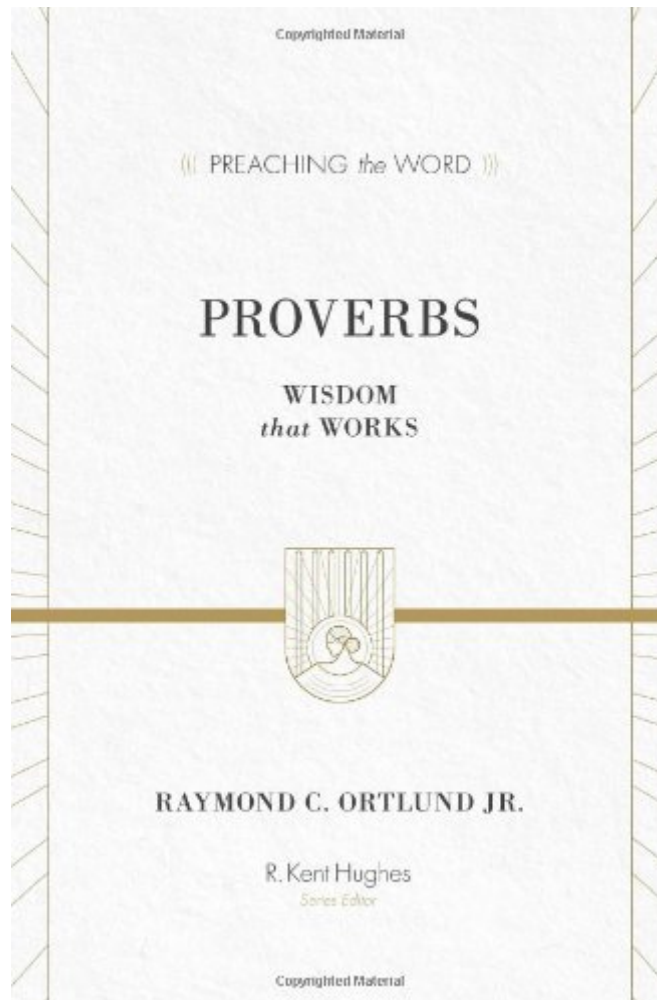 Copyrighted Material
((( PREACHING the WORD )))
PROVERBS
WISDOM
that WORKS
RAYMOND C. ORTLUND JR.
R. Kent Hughes
Series Editor
Copyrighted Material